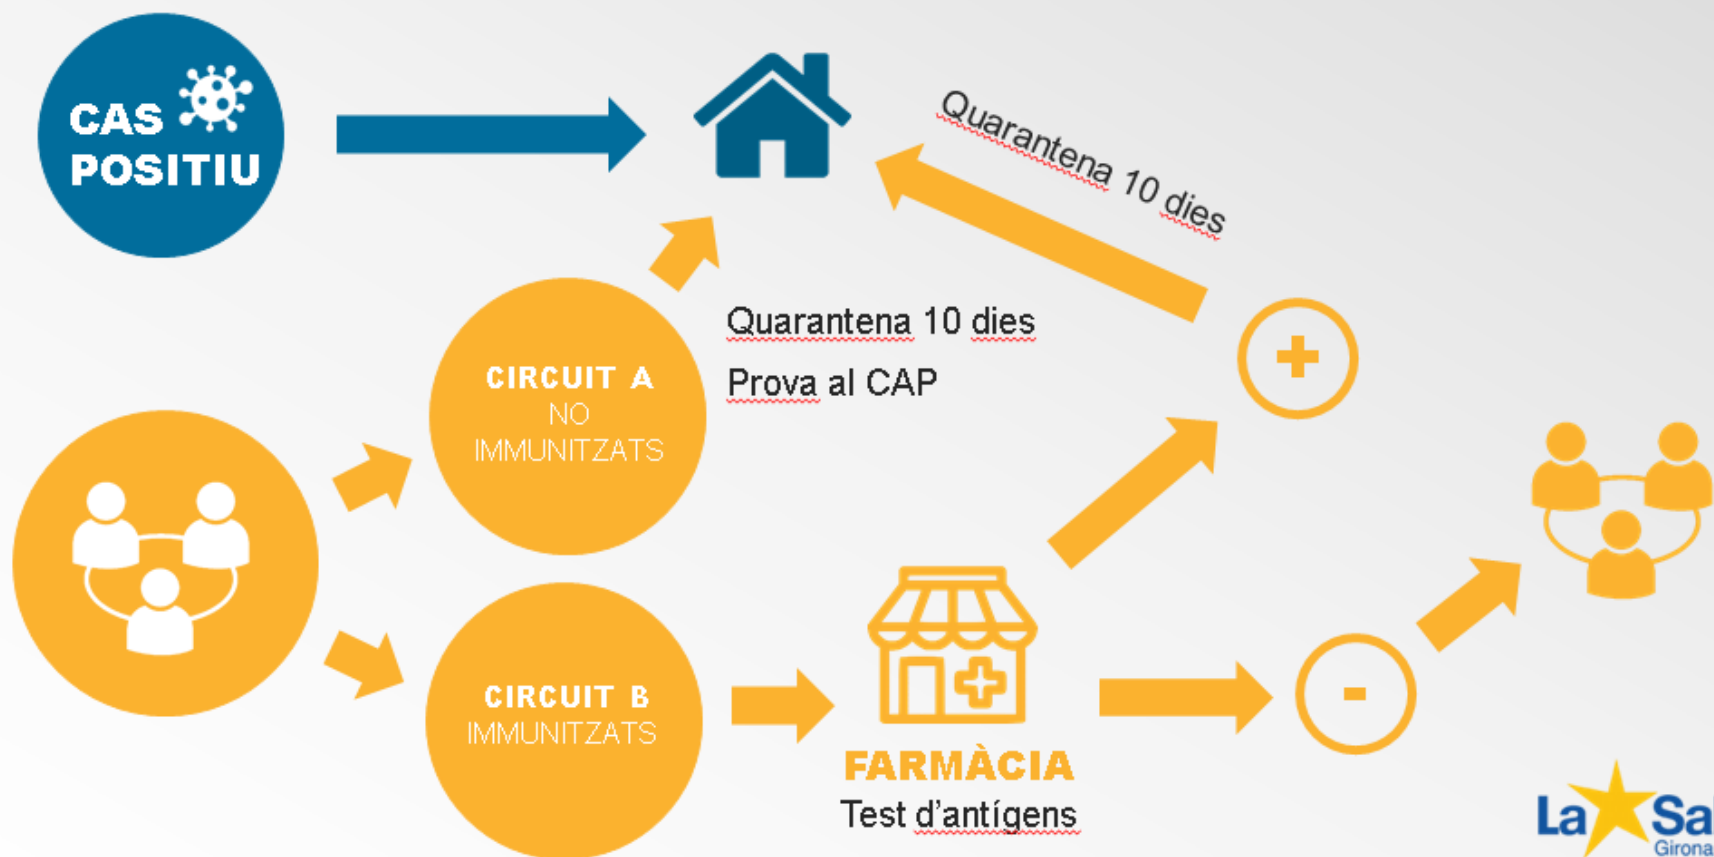 CAS
POSITIU
Quarantena 10 dies
Quarantena 10 dies
Prova al CAP
CIRCUIT A
NO
IMMUNITZATS
+
CIRCUIT B
IMMUNITZATS
-
FARMÀCIA
Test d'antígens
La Sal
Girona